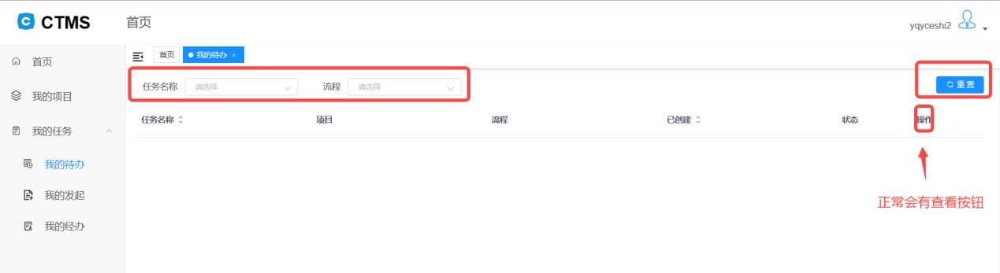 CTMS
首页
yqyceshi2
首页
首页
我的待办 ×
我的项目
任务名称 请选择 流程 请选择
重置
我的任务
任务名称 项目 流程 已创建 状态 操作
我的待办
我的发起
正常会有查看按钮
我的经办